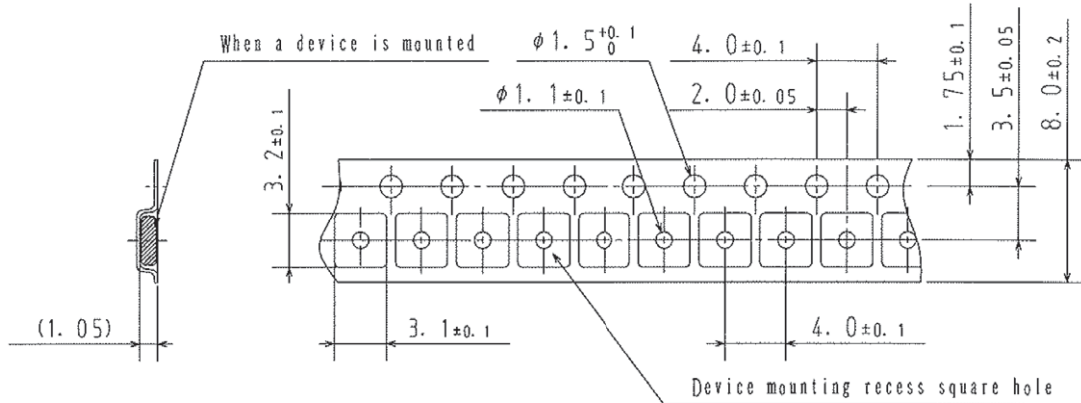 When a device is mounted
φ1.5+0.1 0
4.0±0.1
φ1.1±0.1
2.0±0.05
1.75±0.1
3.5±0.05
8.0±0.2
3.2±0.1
(1.05)
3.1±0.1
4.0±0.1
Device mounting recess square hole